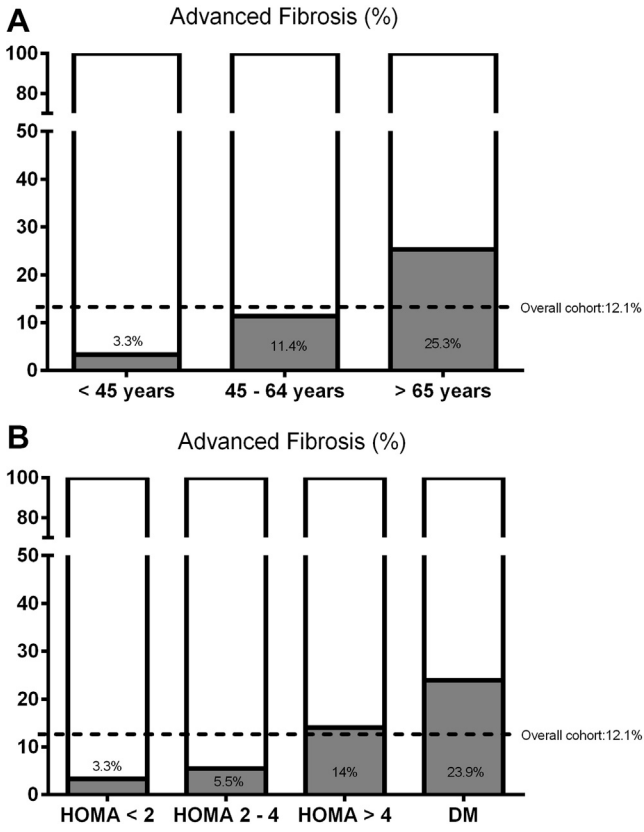 A
Advanced Fibrosis (%)
100
80
50
40
30
20
10
0
3.3%
11.4%
25.3%
Overall cohort:12.1%
< 45 years
45 - 64 years
> 65 years
B
Advanced Fibrosis (%)
100
80
50
40
30
20
10
0
3.3%
5.5%
14%
23.9%
Overall cohort:12.1%
HOMA < 2
HOMA 2 - 4
HOMA > 4
DM